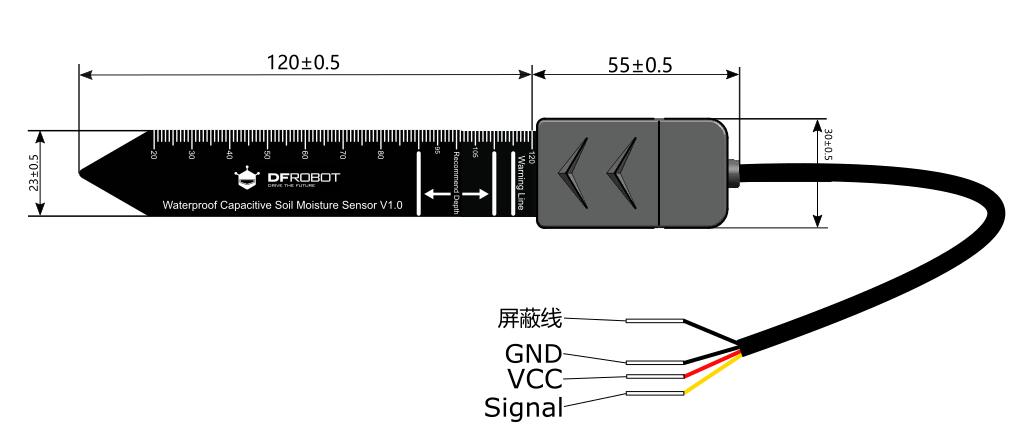 120±0.5
55±0.5
23±0.5
30±0.5
20
30
40
50
60
70
80
95
105
120
Recommend Depth
Warning Line
DFROBOT
DRIVE THE FUTURE
Waterproof Capacitive Soil Moisture Sensor V1.0
屏蔽线
GND
VCC
Signal